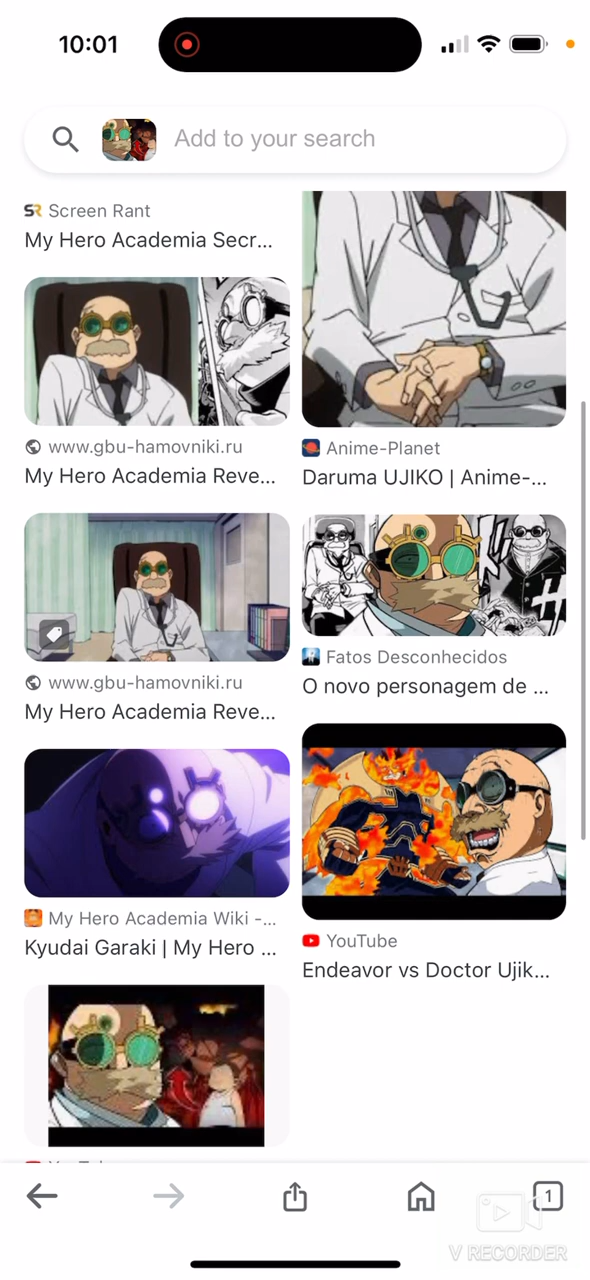 10:01
Add to your search
SR Screen Rant
My Hero Academia Secr...
www.gbu-hamovniki.ru
My Hero Academia Reve...
www.gbu-hamovniki.ru
My Hero Academia Reve...
My Hero Academia Wiki -...
Kyudai Garaki | My Hero ...
Anime-Planet
Daruma UJIKO | Anime-...
Fatos Desconhecidos
O novo personagem de ...
YouTube
Endeavor vs Doctor Ujik...
1
V RECORDER